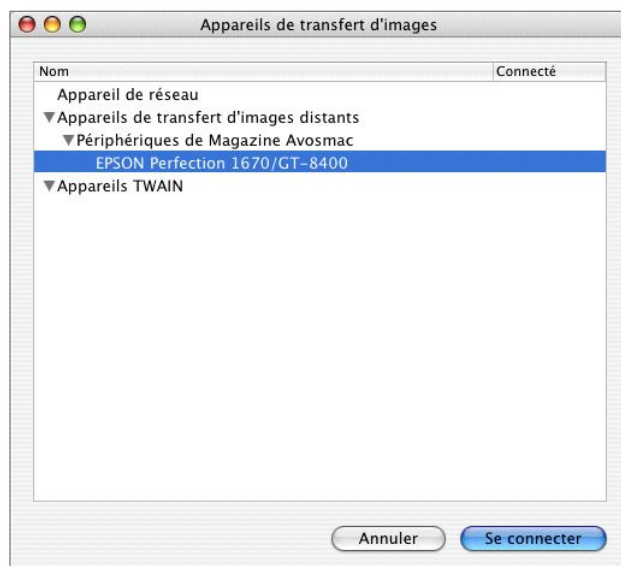 Appareils de transfert d'images
Nom Connecté
Appareil de réseau
Appareils de transfert d'images distants
Périphériques de Magazine Avosmac
EPSON Perfection 1670/GT-8400
Appareils TWAIN
Annuler Se connecter